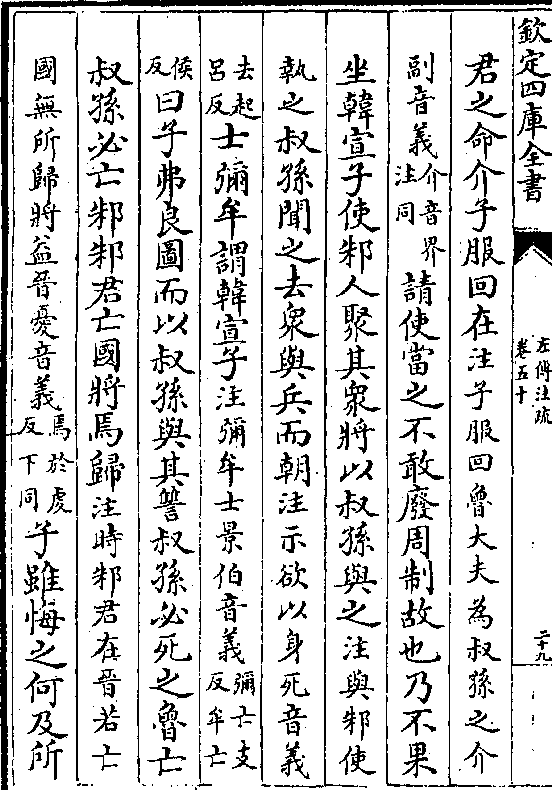 欽定四庫全書
左傳注疏
卷五十
二十九
君之命介子服回在注子服回魯大夫為叔孫之介
副音義介音界
注同請使當之不敢廢周制故也乃不果
坐韓宣子使邾人聚其衆將以叔孫與之注與邾使
執之叔孫聞之去衆與兵而朝注示欲以身死音義
去起
呂反士彌牟謂韓宣子注彌牟士景伯音義彌亡支
反牟亡
侯
反曰子弗良圖而以叔孫與其讐叔孫必死之魯亡
叔孫必亡邾邾君亡國將焉歸注時邾君在晉若亡
國無所歸將益晉憂音義焉於虔
反下同子雖悔之何及所